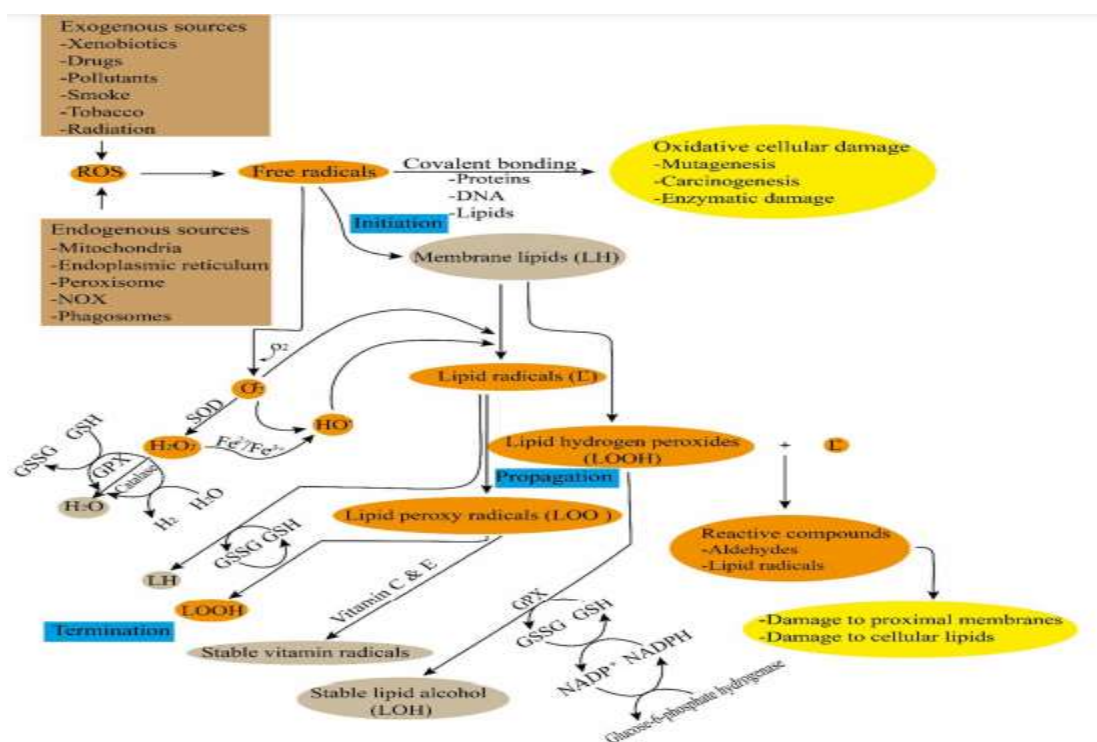 Exogenous sources
-Xenobiotics
-Drugs
-Pollutants
-Smoke
-Tobacco
-Radiation
ROS
Free radicals
Covalent bonding
-Proteins
-DNA
-Lipids
Oxidative cellular damage
-Mutagenesis
-Carcinogenesis
-Enzymatic damage
Initiation
Endogenous sources
-Mitochondria
-Endoplasmic reticulum
-Peroxisome
-NOX
-Phagosomes
Membrane lipids (LH)
O₂
Lipid radicals (L)
SOD
HO•
H₂O₂
Fe²⁺/Fe³⁺
GSSG GSH
GPX
Catalase
H₂O
H₂
H₂O
Lipid hydrogen peroxides
(LOOH)
+
L
Propagation
Lipid peroxy radicals (LOO )
GSSG GSH
LH
LOOH
Vitamin C & E
Reactive compounds
-Aldehydes
-Lipid radicals
GPX
GSSG GSH
Termination
-Damage to proximal membranes
-Damage to cellular lipids
Stable vitamin radicals
NADP⁺ NADPH
Stable lipid alcohol
(LOH)
Glucose-6-phosphate hydrogenase